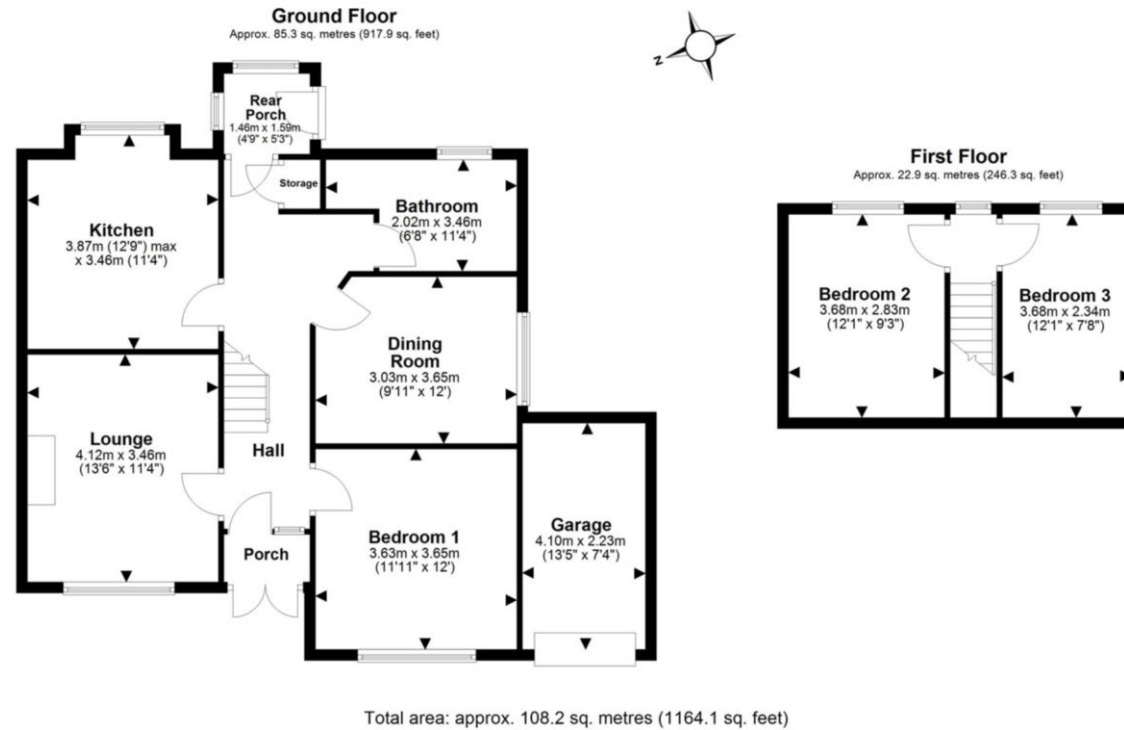 Ground Floor
Approx. 85.3 sq. metres (917.9 sq. feet)
Rear
Porch
1.46m x 1.59m
(4'9" x 5'3")
Storage
Bathroom
2.02m x 3.46m
(6'8" x 11'4")
Kitchen
3.87m (12'9") max
x 3.46m (11'4")
Dining
Room
3.03m x 3.65m
(9'11" x 12')
Lounge
4.12m x 3.46m
(13'6" x 11'4")
Hall
Porch
Bedroom 1
3.63m x 3.65m
(11'11" x 12')
Garage
4.10m x 2.23m
(13'5" x 7'4")
Z
First Floor
Approx. 22.9 sq. metres (246.3 sq. feet)
Bedroom 2
3.68m x 2.83m
(12'1" x 9'3")
Bedroom 3
3.68m x 2.34m
(12'1" x 7'8")
Total area: approx. 108.2 sq. metres (1164.1 sq. feet)